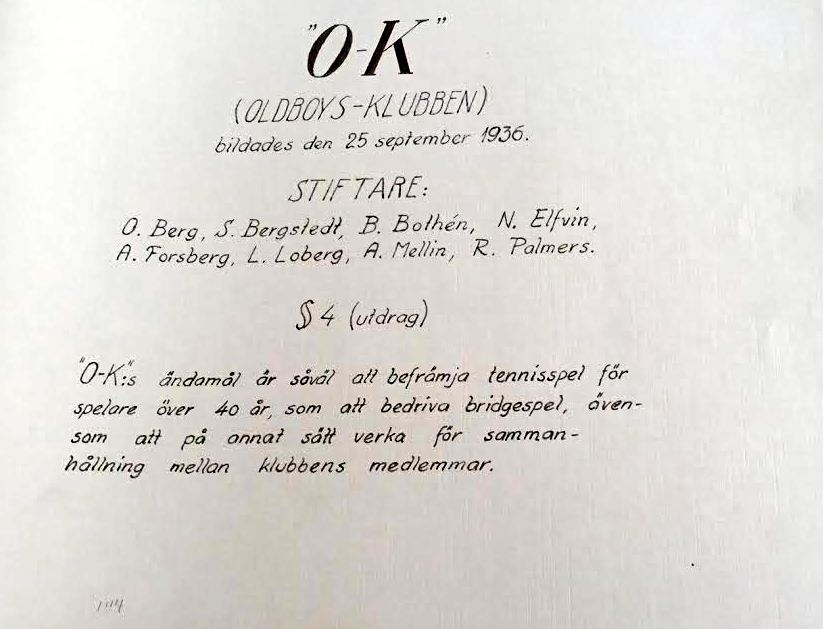 "O-K"
(OLDBOYS-KLUBBEN)
bildades den 25 september 1936.
STIFTARE:
O. Berg, S. Bergstedt, B. Bothén, N. Elfvin,
A. Forsberg, L. Loberg, A. Mellin, R. Palmers.
§ 4 (utdrag)
"O-K":s ändamål är såväl att befrämja tennisspel för
spelare över 40 år, som att bedriva bridgespel, även-
som att på annat sätt verka för samman-
hållning mellan klubbens medlemmar.